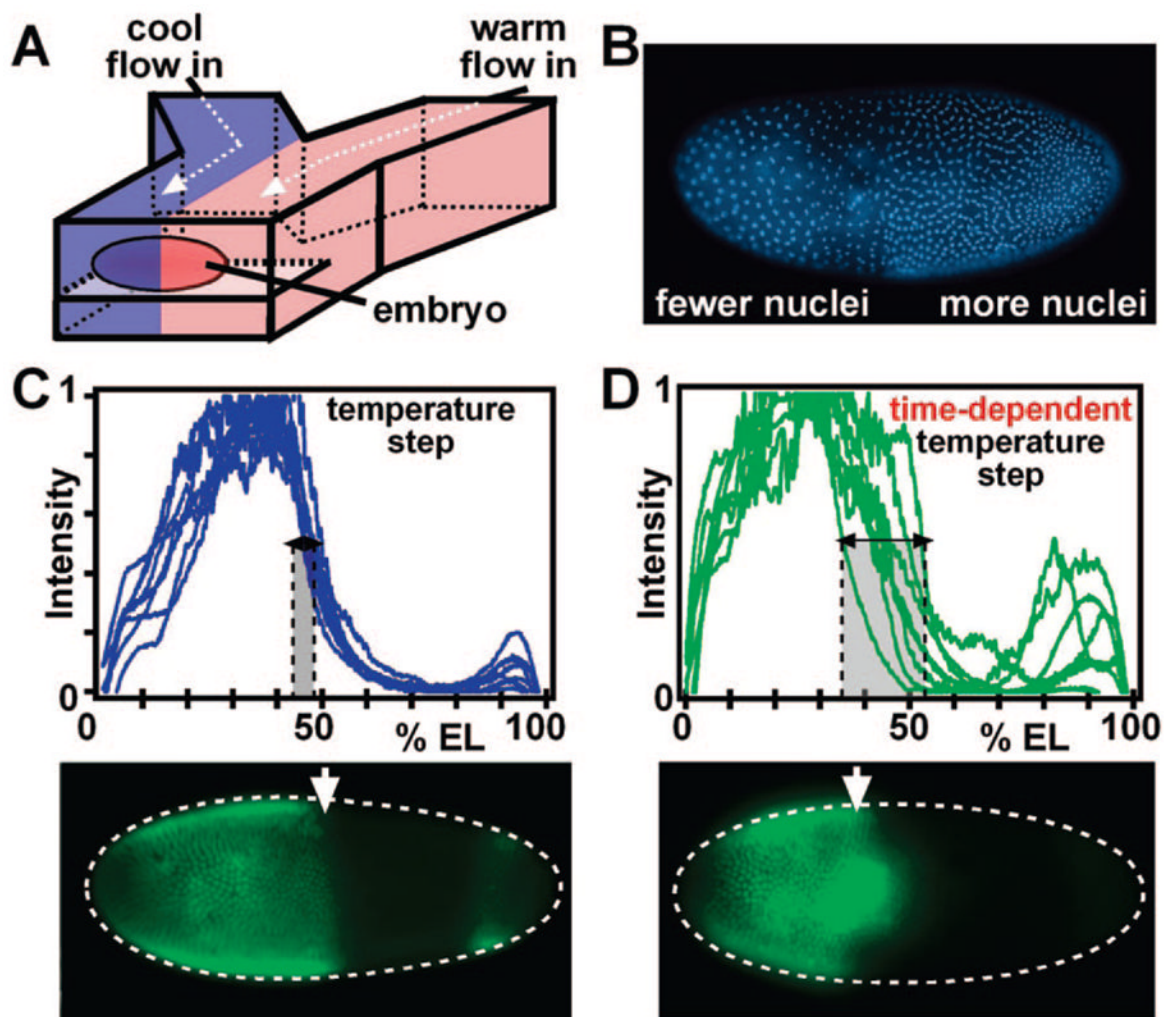 A
cool
flow in
warm
flow in
embryo
B
fewer nuclei
more nuclei
C
1
temperature
step
Intensity
0
0
50
100
% EL
D
1
time-dependent
temperature
step
Intensity
0
0
50
100
% EL